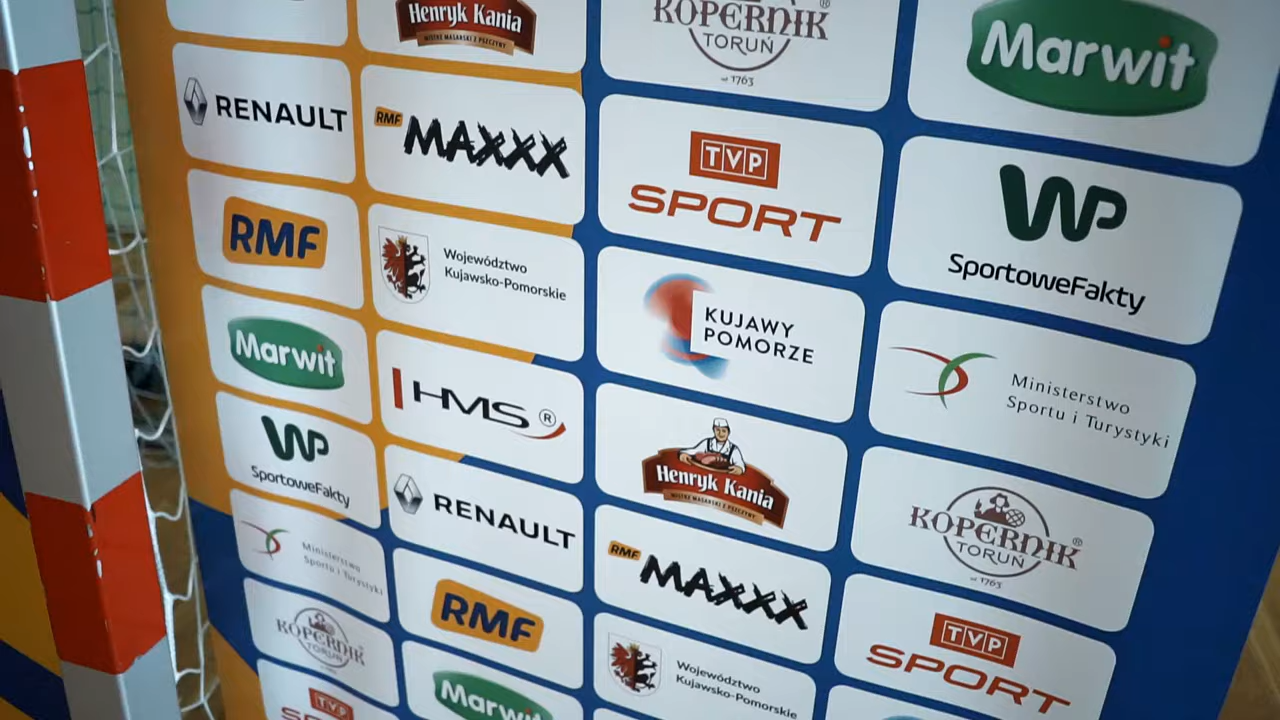 Henryk Kania
MISTRZ MASARSKI Z PSZCZYNY
KOPERNIK
®
TORUŃ
od 1763
Marwit
RENAULT
RMF
MAXXX
TVP
SPORT
WP
SportoweFakty
RMF
Województwo
Kujawsko-Pomorskie
KUJAWY
POMORZE
Ministerstwo
Sportu i Turystyki
Marwit
HMS®
Henryk Kania
MISTRZ MASARSKI Z PSZCZYNY
KOPERNIK
®
TORUŃ
od 1763
WP
SportoweFakty
RENAULT
RMF
MAXXX
TVP
SPORT
Ministerstwo
Sportu i Turystyki
RMF
Województwo
Kujawsko-Pomorskie
KOPERNIK
TORUŃ
Marwit
TVP
SPORT